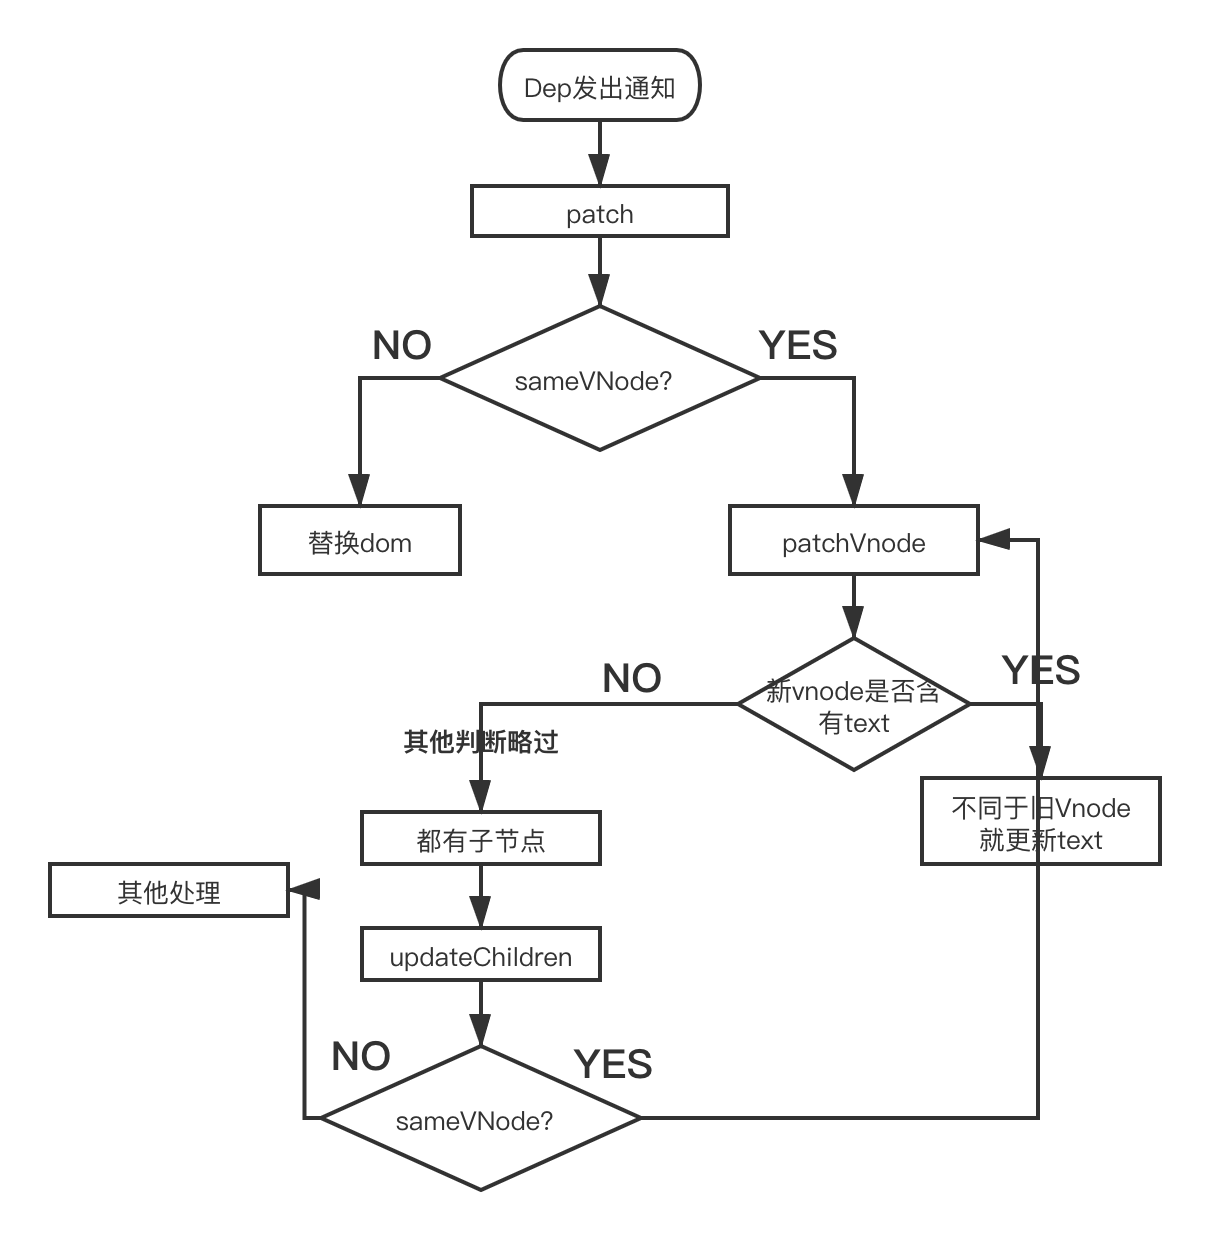 Dep发出通知
patch
NO
YES
sameVNode?
替换dom
patchVnode
NO
YES
新vnode是否含
有text
其他判断略过
不同于旧Vnode
就更新text
都有子节点
其他处理
updateChildren
NO
YES
sameVNode?